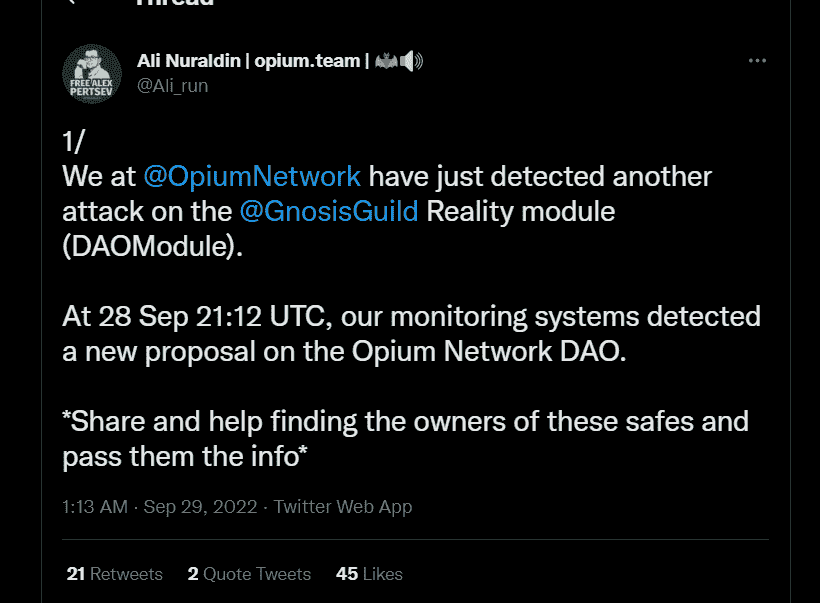 Thread
Ali Nuraldin | opium.team | 🦇🔊
@Ali_run
FREE ALEX
PERTSEV
1/
We at @OpiumNetwork have just detected another
attack on the @GnosisGuild Reality module
(DAOModule).
At 28 Sep 21:12 UTC, our monitoring systems detected
a new proposal on the Opium Network DAO.
*Share and help finding the owners of these safes and
pass them the info*
1:13 AM · Sep 29, 2022 · Twitter Web App
21 Retweets 2 Quote Tweets 45 Likes